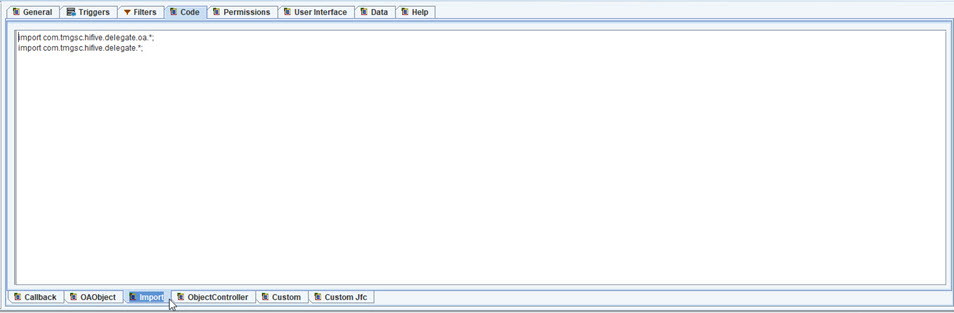 General Triggers Filters Code Permissions User Interface Data Help
import com.tmgsc.hifive.delegate.oa.*;
import com.tmgsc.hifive.delegate.*;
Callback OAObject Import ObjectController Custom Custom Jfc